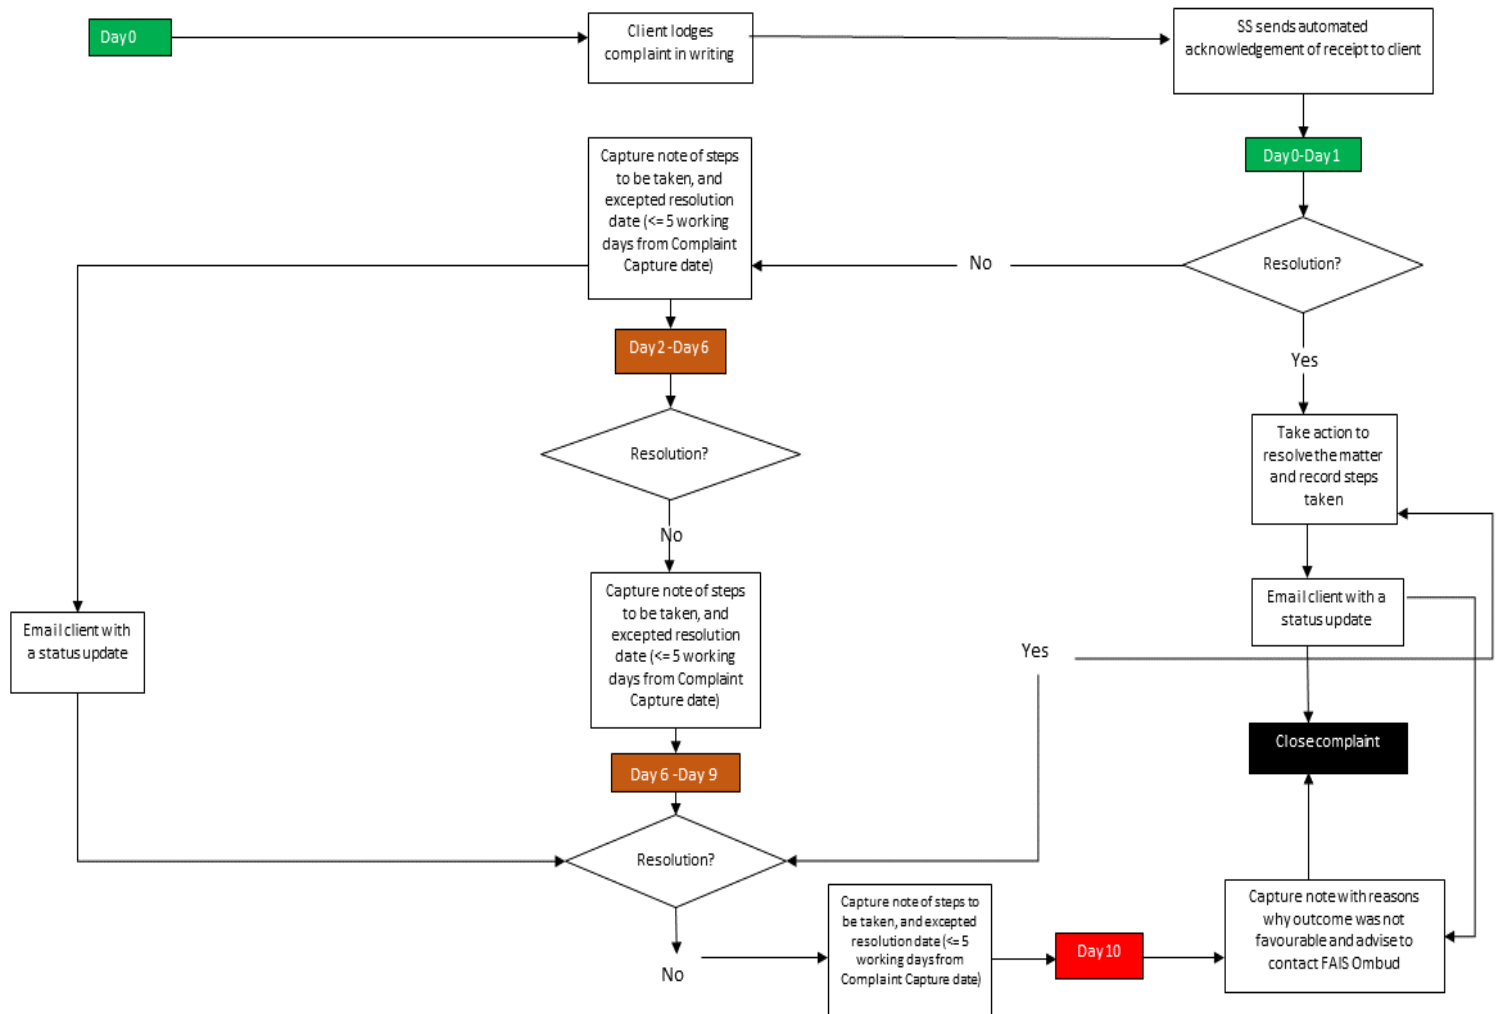 Day 0
Client lodges
complaint in writing
SS sends automated
acknowledgement of receipt to client
Day 0-Day 1
Resolution?
No
Yes
Capture note of steps
to be taken, and
excepted resolution
date (<= 5 working
days from Complaint
Capture date)
Day 2 -Day 6
Resolution?
No
Take action to
resolve the matter
and record steps
taken
Email client with a
status update
Capture note of steps
to be taken, and
excepted resolution
date (<= 5 working
days from Complaint
Capture date)
Email client with
a status update
Yes
Close complaint
Day 6 -Day 9
Resolution?
No
Capture note of steps to
be taken, and excepted
resolution date (<= 5
working days from
Complaint Capture date)
Day 10
Capture note with reasons
why outcome was not
favourable and advise to
contact FAIS Ombud